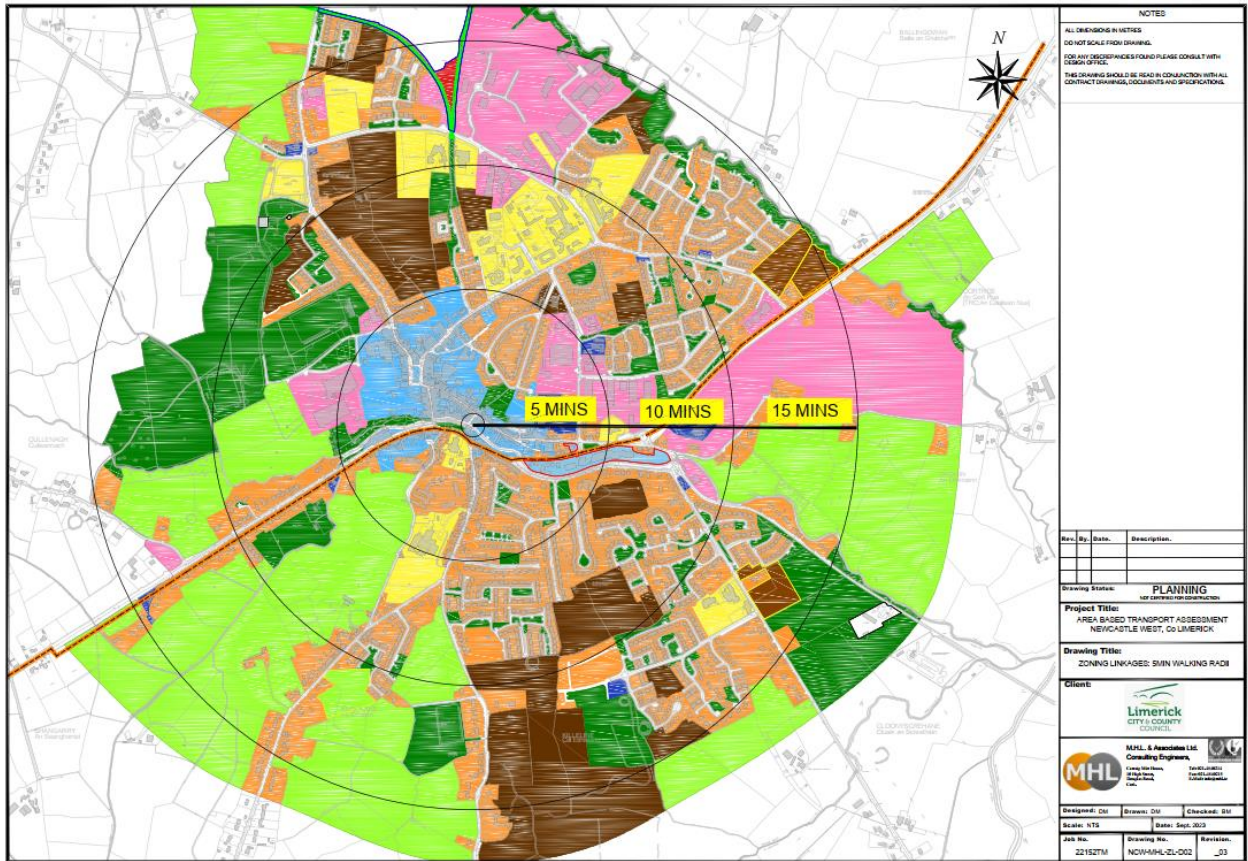 5 MINS
10 MINS
15 MINS
N
NOTES
ALL DIMENSIONS IN METRES
DO NOT SCALE FROM DRAWING.
FOR ANY DISCREPANCIES FOUND PLEASE CONSULT WITH
DESIGN OFFICE.
THIS DRAWING SHOULD BE READ IN CONJUNCTION WITH ALL
CONTRACT DRAWINGS, DOCUMENTS AND SPECIFICATIONS.
Rev. By. Date. Description.
Drawing Status: PLANNING
NOT CERTIFIED FOR CONSTRUCTION
Project Title:
AREA BASED TRANSPORT ASSESSMENT
NEWCASTLE WEST, Co LIMERICK
Drawing Title:
ZONING LINKAGES: 5MIN WALKING RADII
Client:
Limerick
CITY & COUNTY
COUNCIL
MHL
M.H.L. & Associates Ltd.
Consulting Engineers,
Designed: DM Drawn: DM Checked: BM
Scale: NTS Date: Sept. 2023
Job No. Drawing No. Revision.
22152TM NCW-MHL-ZL-D02 _03